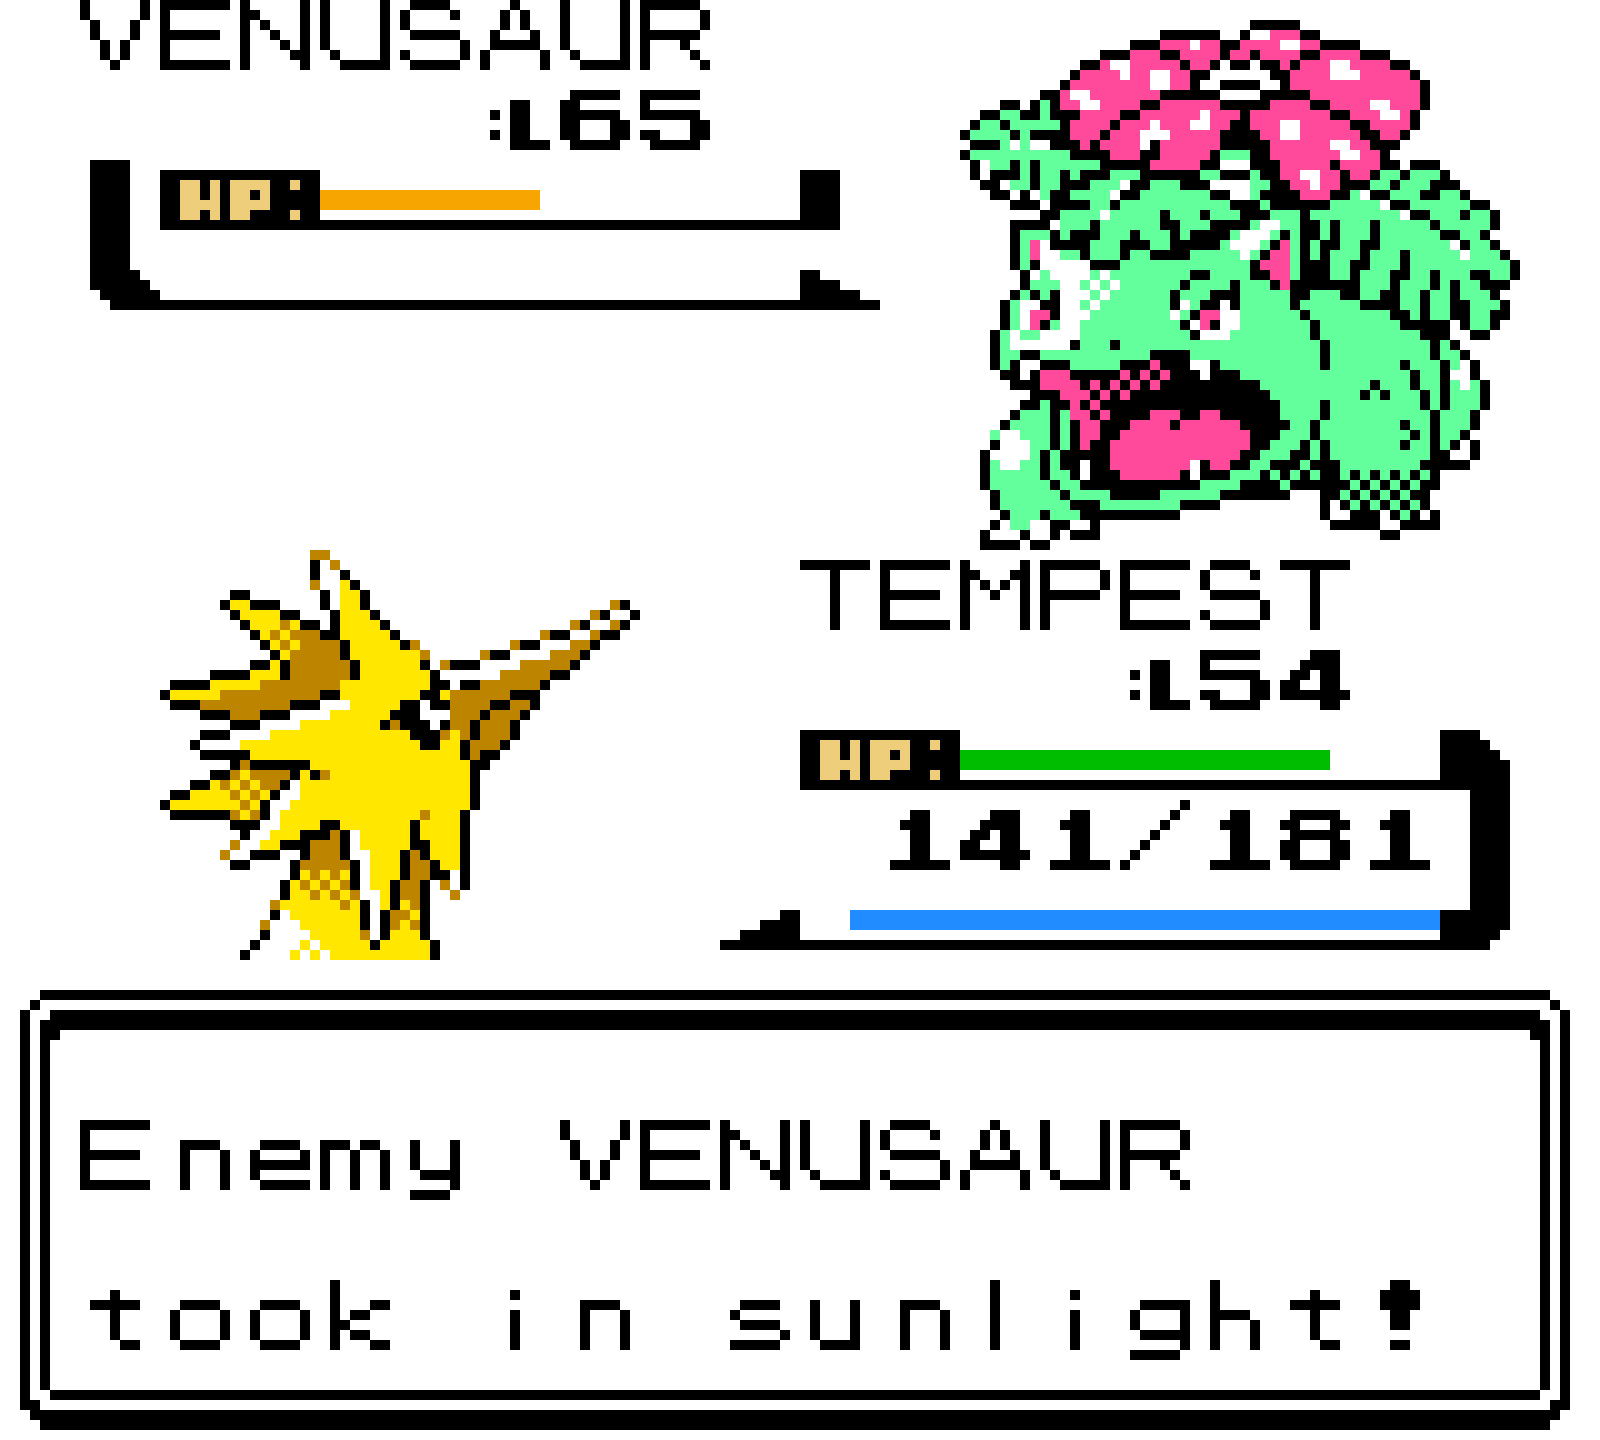 VENUSAUR
:L65
HP:
TEMPEST
:L54
HP:
141/181
Enemy VENUSAUR
took in sunlight!